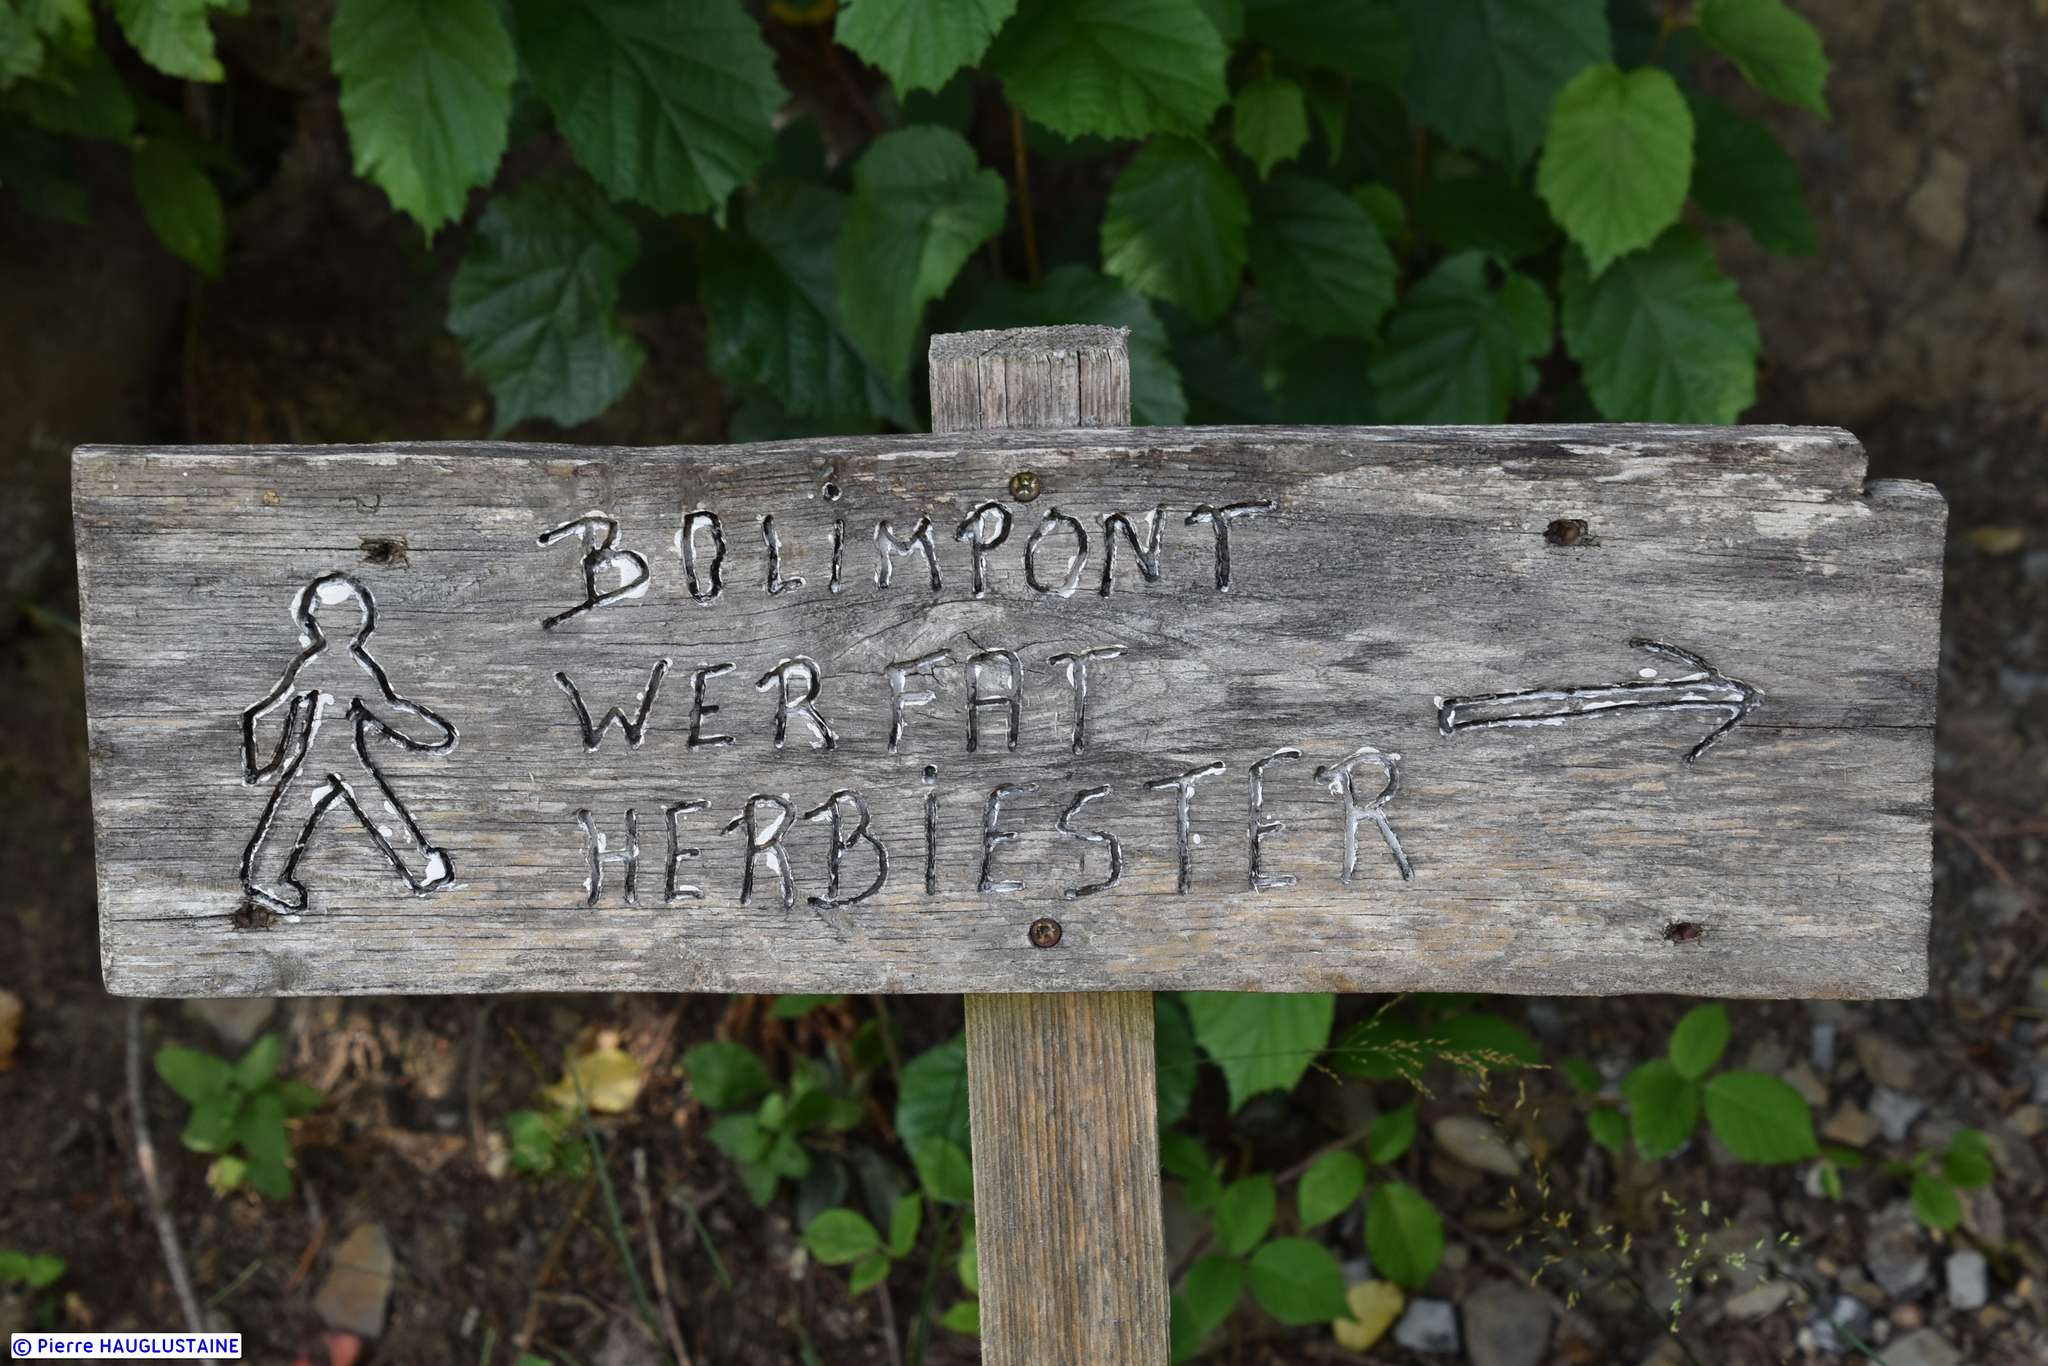 BOLiMPONT
WERFAT
HERBiESTER
© Pierre HAUGLUSTAINE